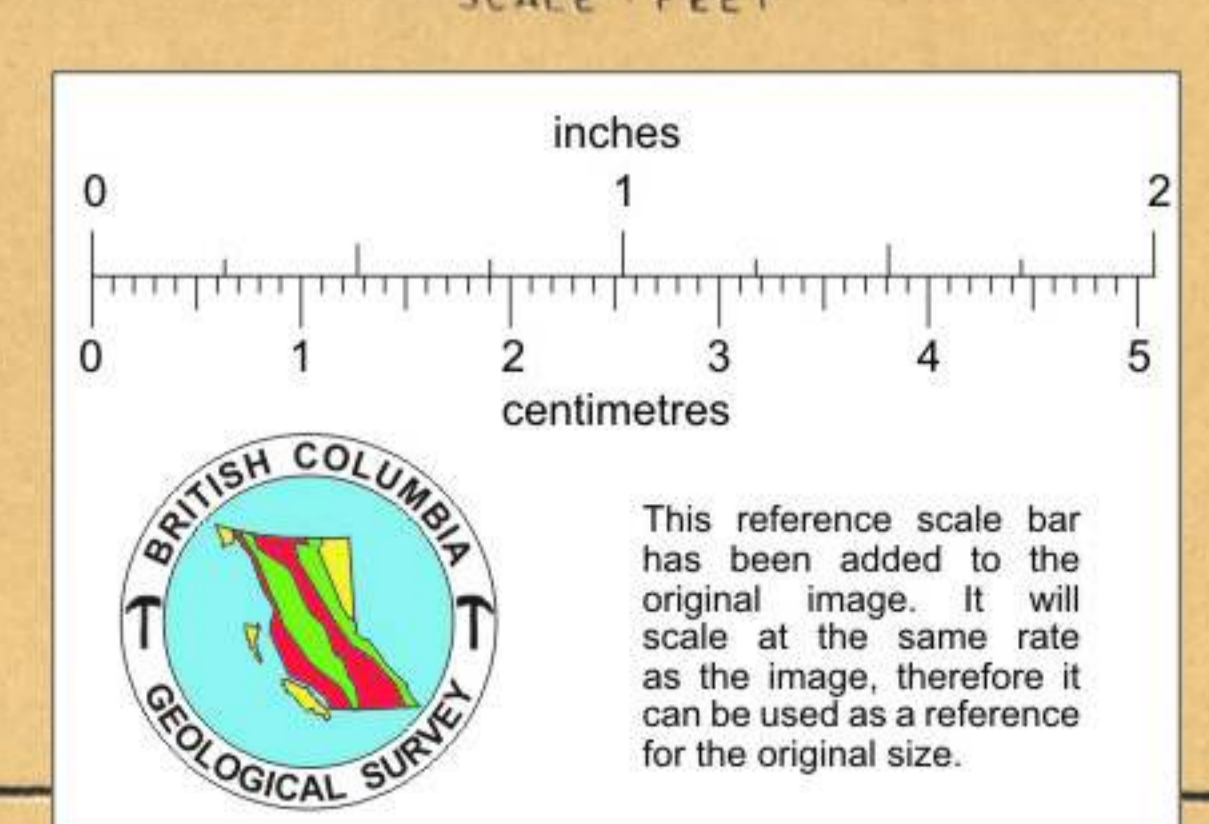 SCALE - FEET
inches
0 1 2
0 1 2 3 4 5
centimetres
BRITISH COLUMBIA
GEOLOGICAL SURVEY
This reference scale bar
has been added to the
original image. It will
scale at the same rate
as the image, therefore it
can be used as a reference
for the original size.